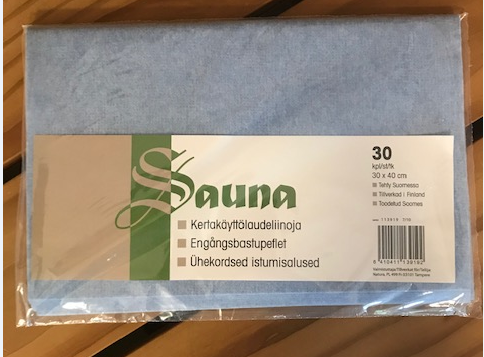 Sauna
Kertakäyttölaudeliinoja
Engångsbastupeflet
Ühekordsed istumisalused
30
kpl/st/tk
30 x 40 cm
Tehty Suomessa
Tillverkad i Finland
Toodetud Soomes